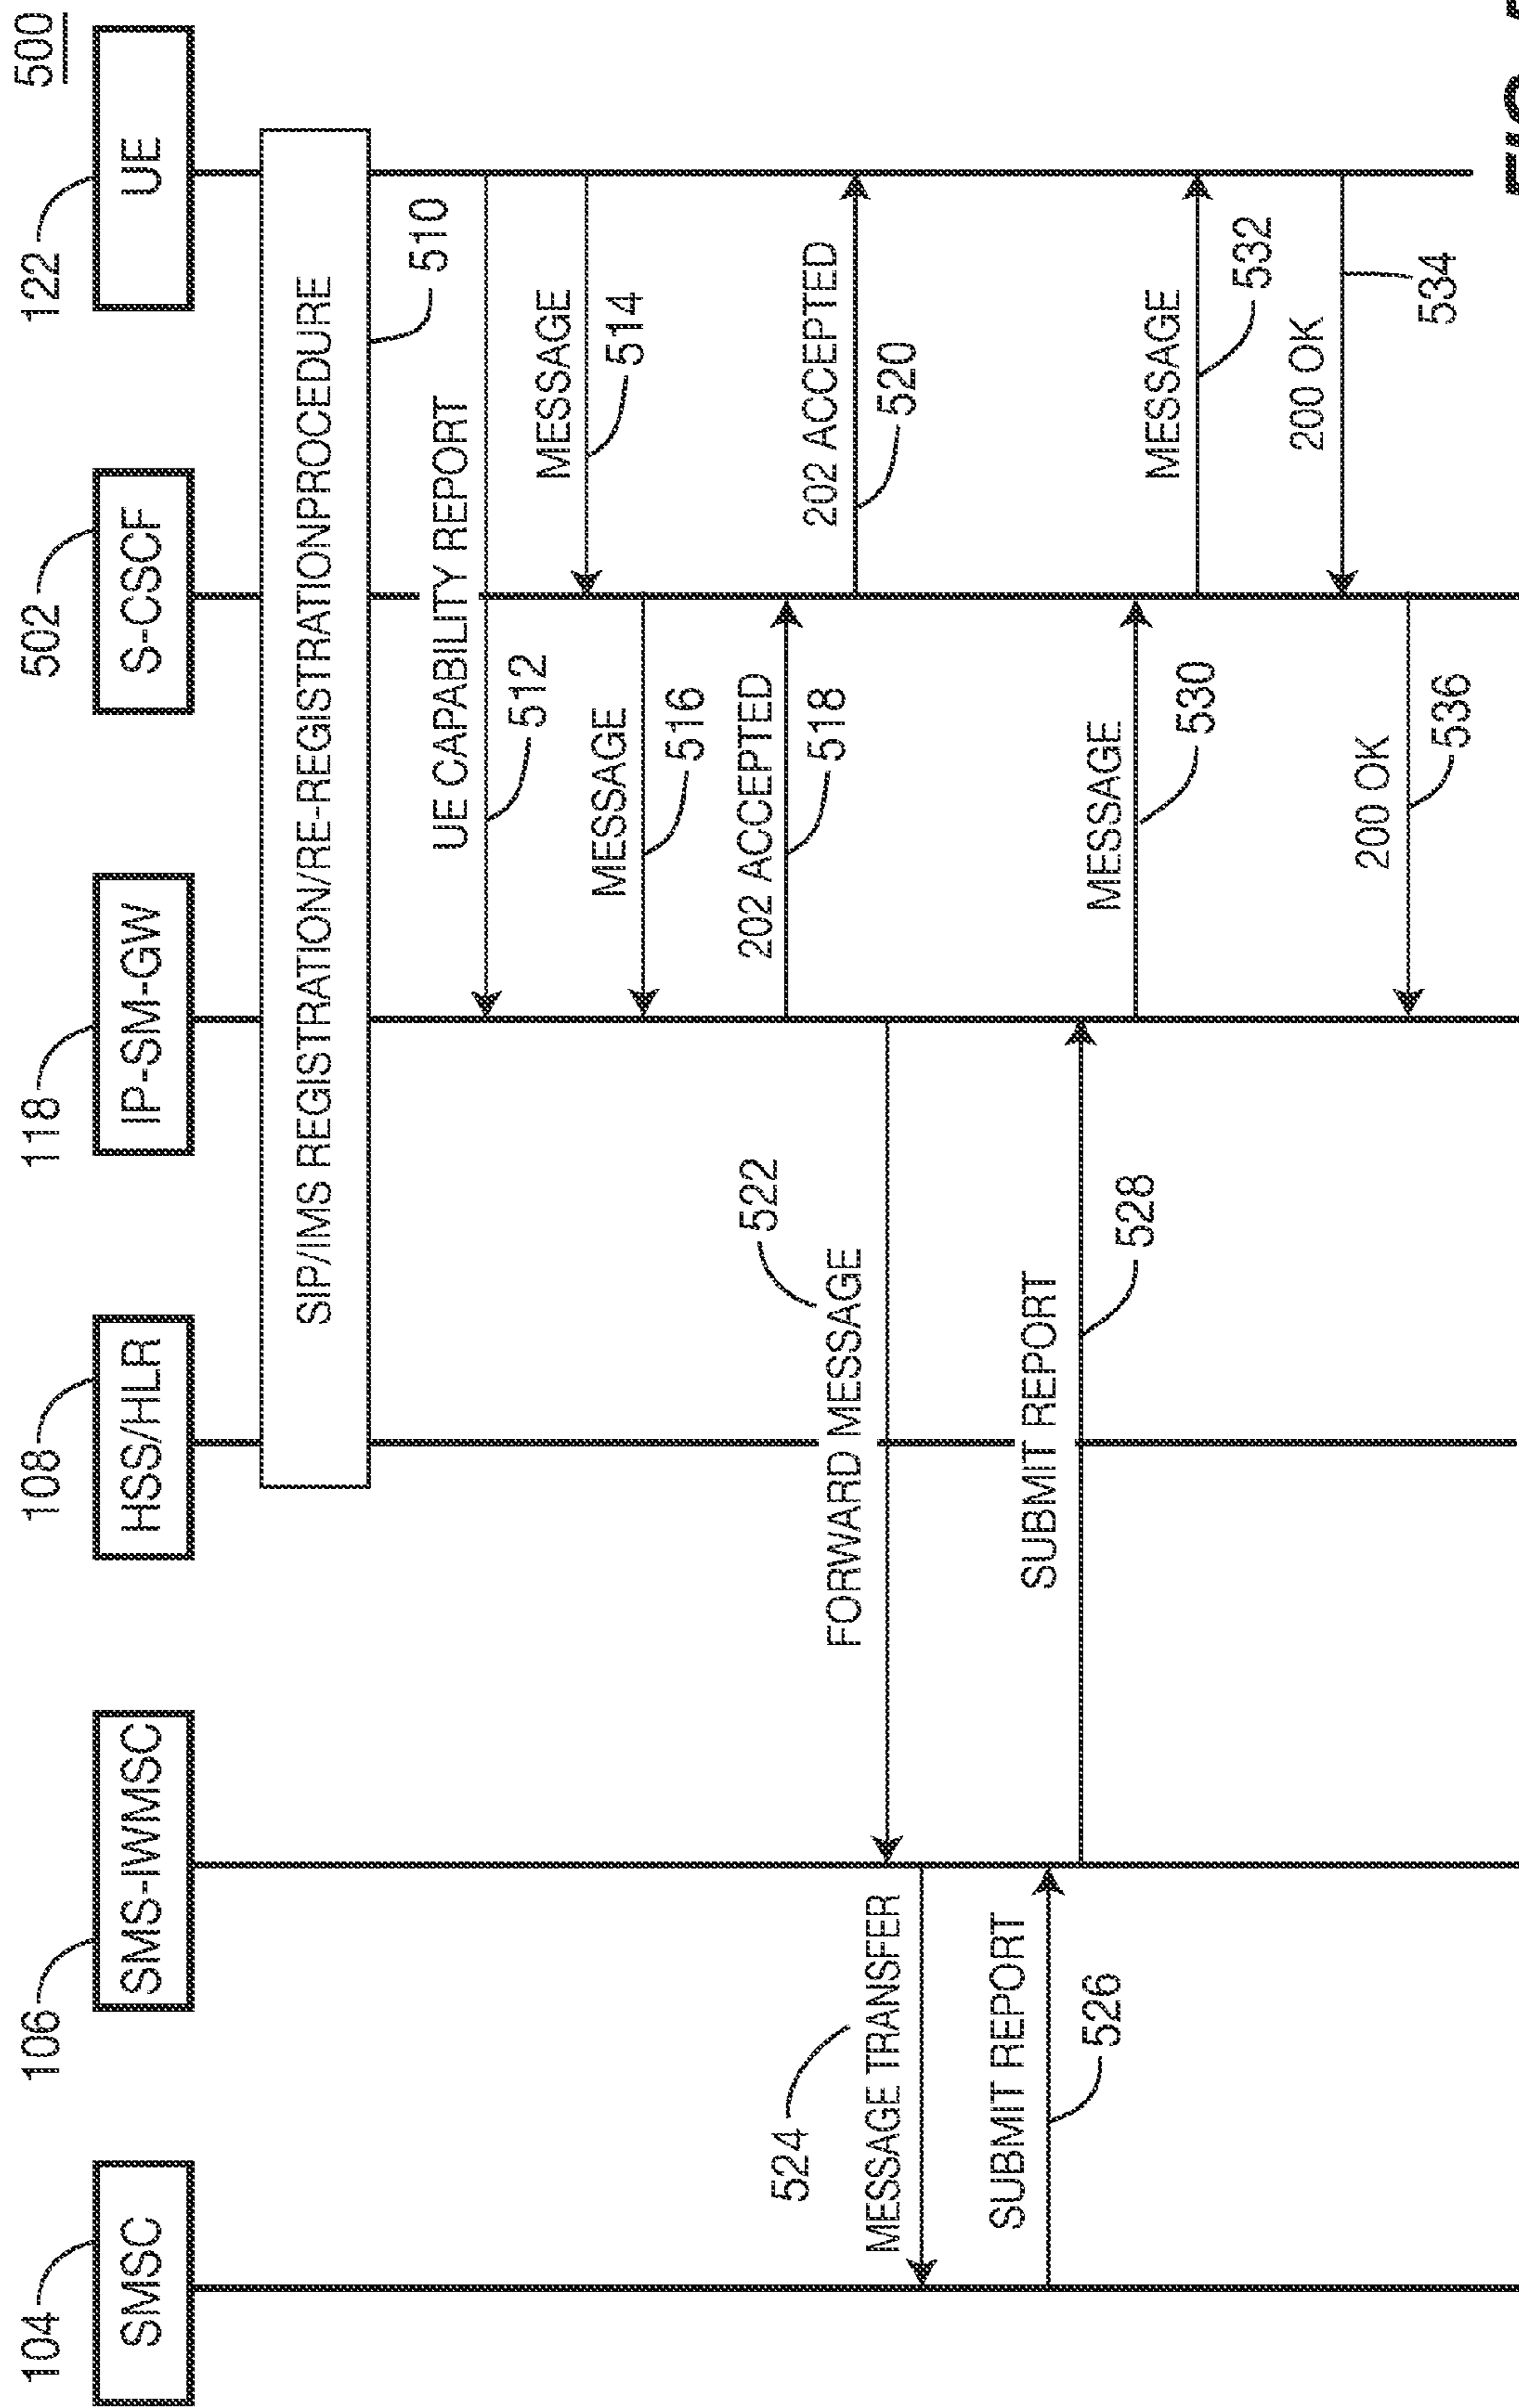 500
104
SMSC
106
SMS-IWMSC
108
HSS/HLR
118
IP-SM-GW
502
S-CSCF
122
UE
SIP/IMS REGISTRATION/RE-REGISTRATIONPROCEDURE
510
UE CAPABILITY REPORT
512
MESSAGE
514
MESSAGE
516
202 ACCEPTED
518
202 ACCEPTED
520
522
FORWARD MESSAGE
524
MESSAGE TRANSFER
SUBMIT REPORT
526
SUBMIT REPORT
528
MESSAGE
530
MESSAGE
532
200 OK
534
200 OK
536